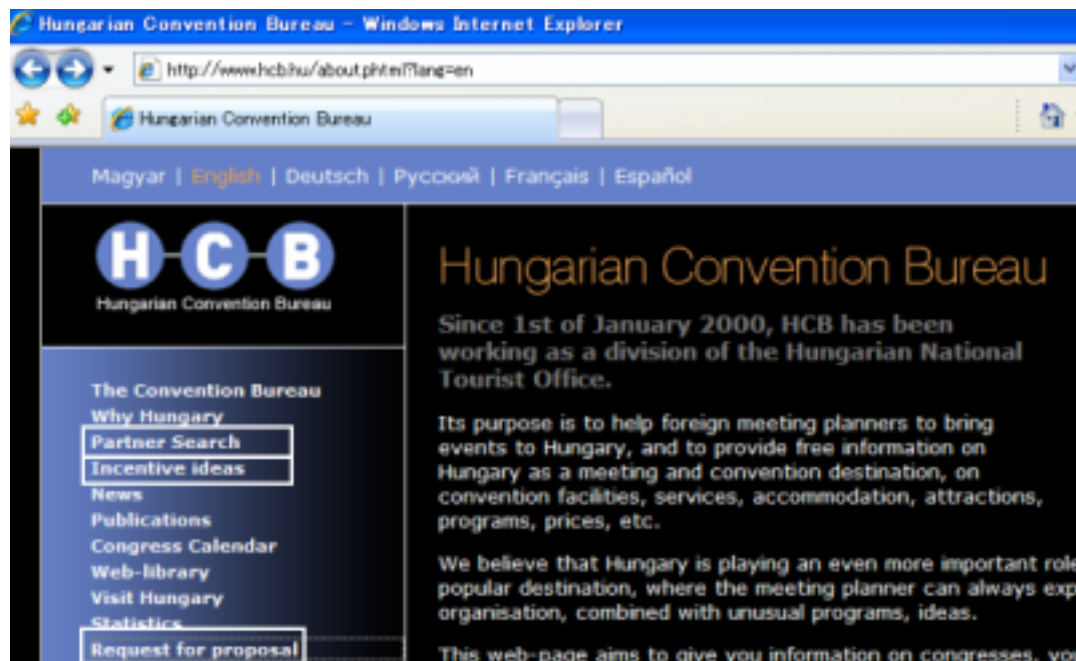 Hungarian Convention Bureau - Windows Internet Explorer
http://www.hcb.hu/about.phtml?lang=en
Hungarian Convention Bureau
Magyar | English | Deutsch | Русский | Français | Español
H-C-B
Hungarian Convention Bureau
The Convention Bureau
Why Hungary
Partner Search
Incentive ideas
News
Publications
Congress Calendar
Web-library
Visit Hungary
Statistics
Request for proposal
Hungarian Convention Bureau
Since 1st of January 2000, HCB has been
working as a division of the Hungarian National
Tourist Office.
Its purpose is to help foreign meeting planners to bring
events to Hungary, and to provide free information on
Hungary as a meeting and convention destination, on
convention facilities, services, accommodation, attractions,
programs, prices, etc.
We believe that Hungary is playing an even more important role
popular destination, where the meeting planner can always exp
organisation, combined with unusual programs, ideas.
This web-page aims to give you information on congresses, you